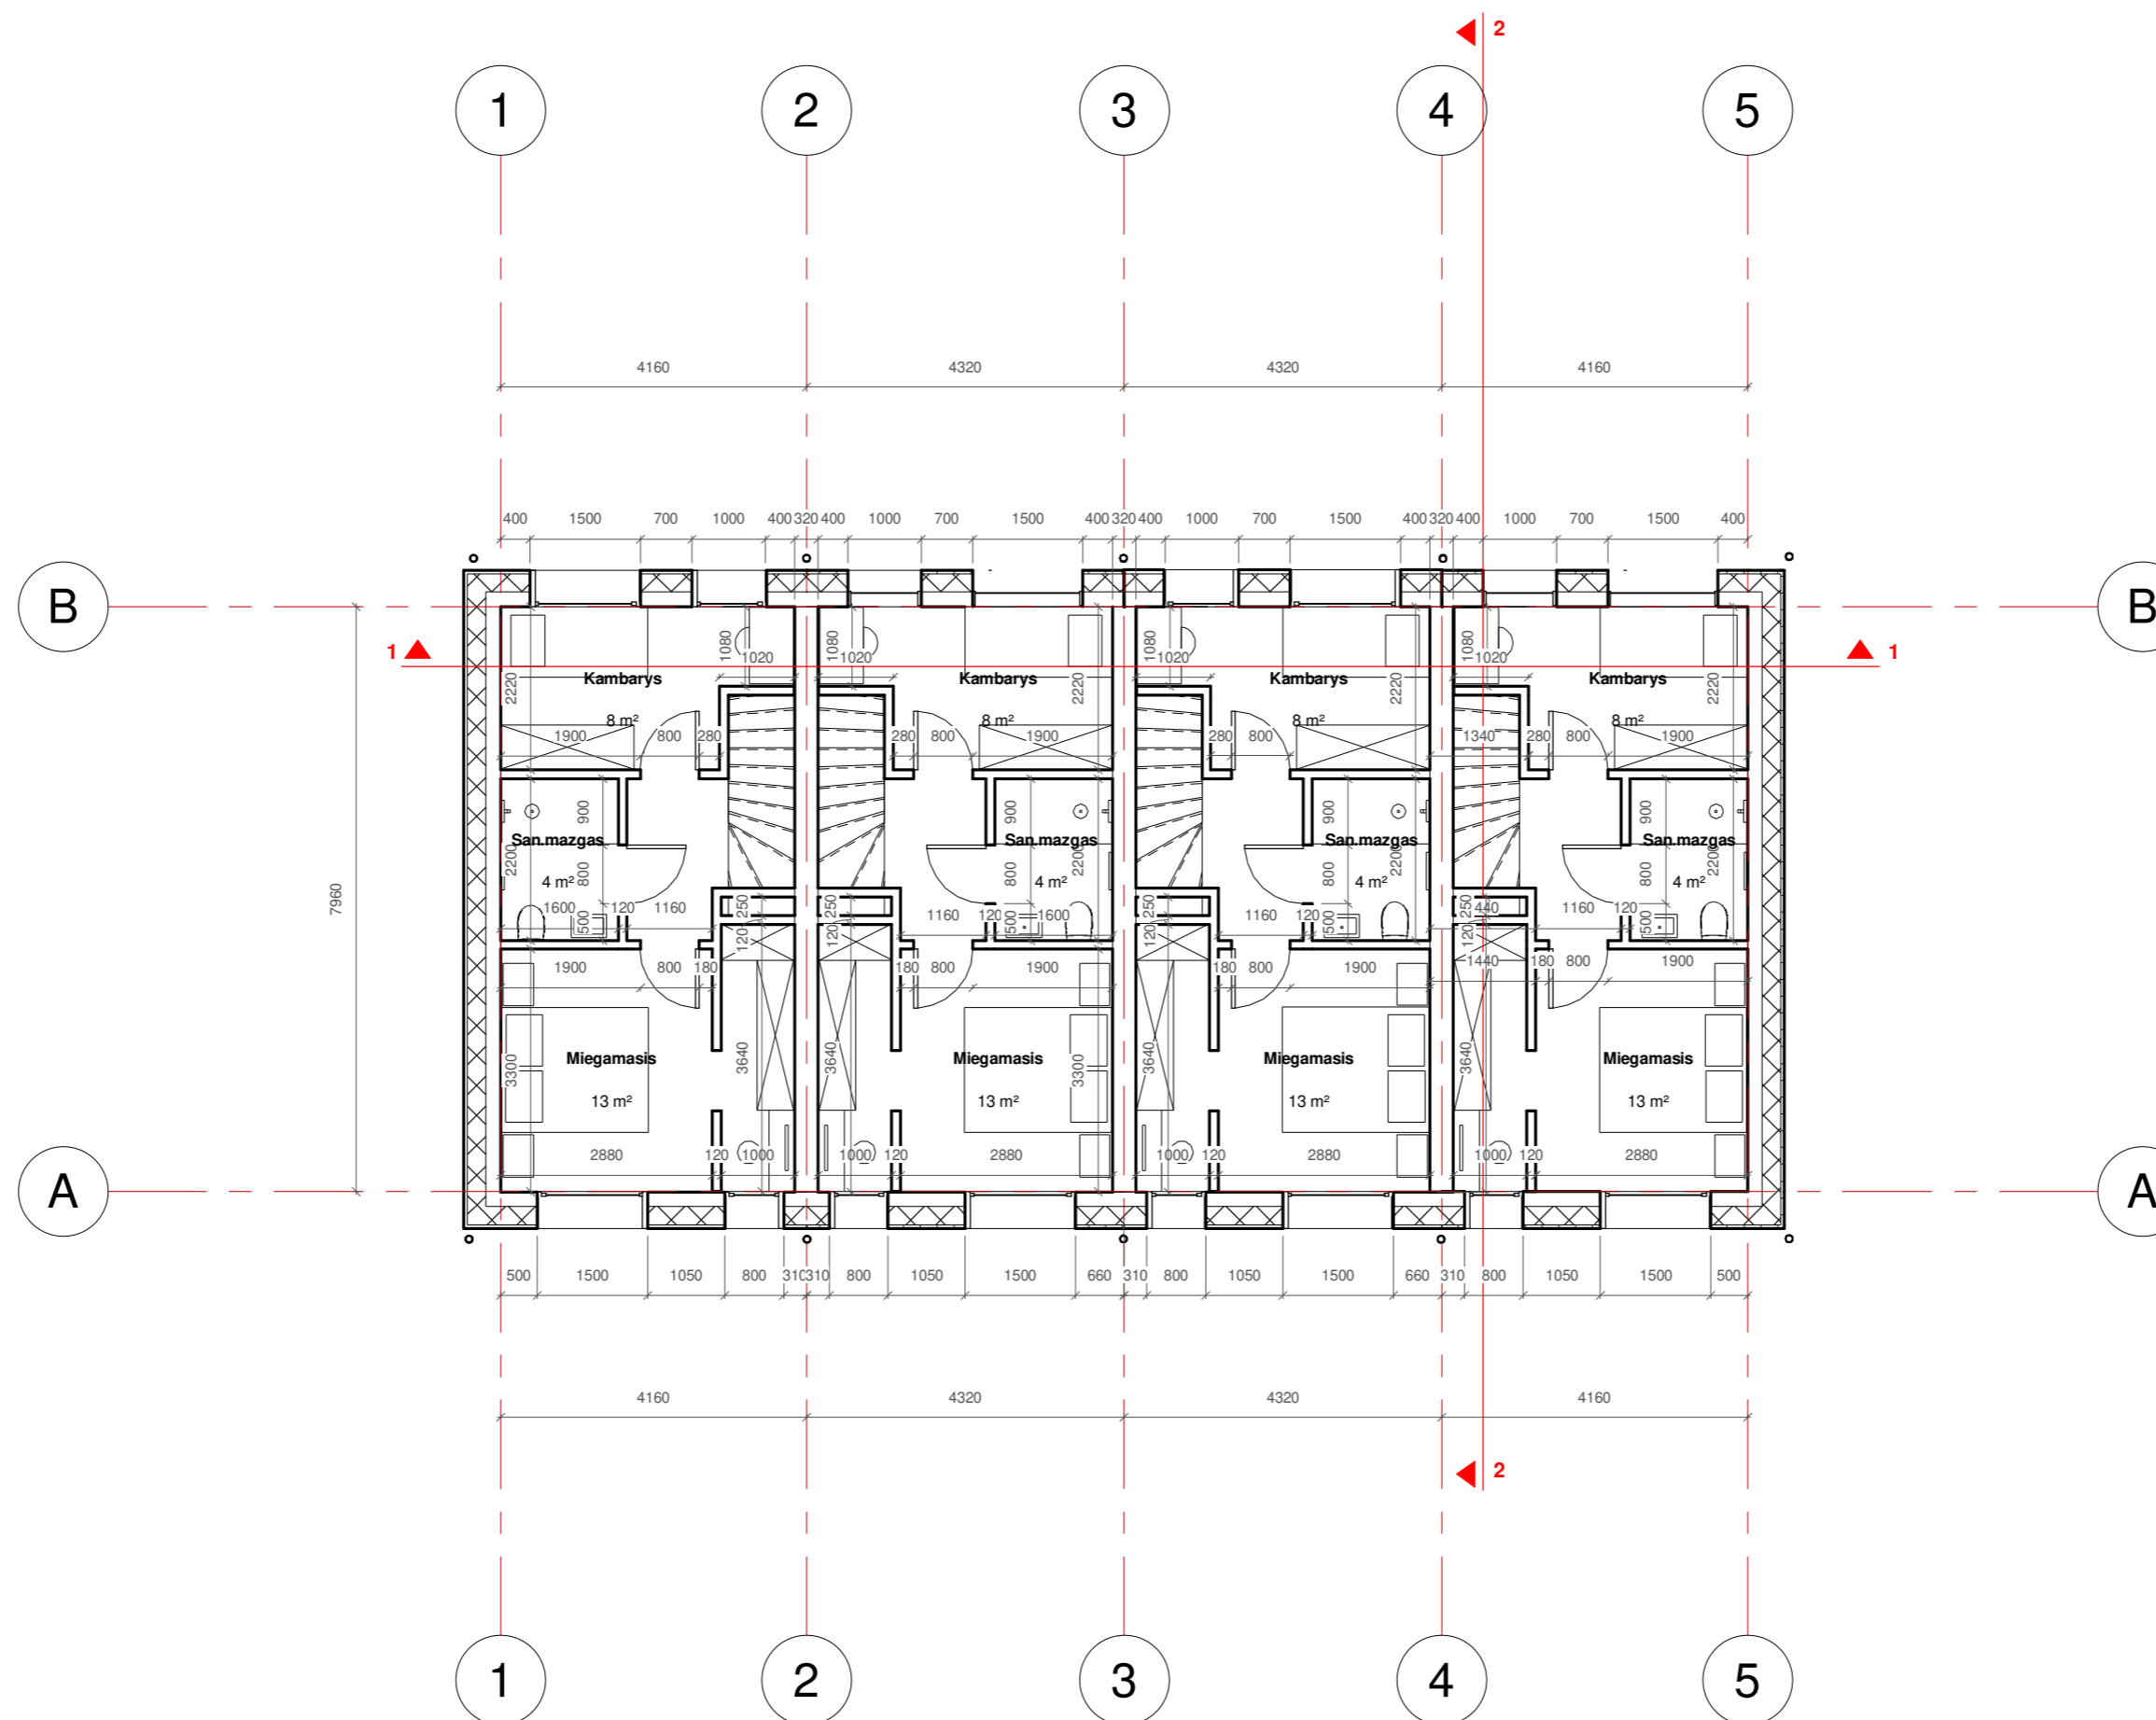 2
1 2 3 4 5
4160 4320 4320 4160
400 1500 700 1000 400 320 400 1000 700 1500 400 320 400 1000 700 1500 400 320 400 1000 700 1500 400
B B
1080 1080 1080 1080
1 1020 1020 1020 1020 1
Kambarys Kambarys Kambarys Kambarys
2220 2220 2220 2220
8 m² 8 m² 8 m² 8 m²
1900 800 280 280 800 1900 280 800 1340 280 800 1900
900 900 900 900
San.mazgas San.mazgas San.mazgas San.mazgas
2200 2200 2200 2200
4 m² 800 800 4 m² 800 4 m² 800 4 m²
7960
1600 120 1160 250 250 1160 120 1600 250 1160 120 250 440 1160 120
500 500 500 500
120 120 120 120
1900 800 180 180 800 1900 180 800 1900 1440 180 800 1900
Miegamasis Miegamasis Miegamasis Miegamasis
3300 3640 3640 3300 3640 3640
13 m² 13 m² 13 m² 13 m²
2880 120 1000 1000 120 2880 1000 120 2880 1000 120 2880
A A
500 1500 1050 800 310 310 800 1050 1500 660 310 800 1050 1500 660 310 800 1050 1500 500
4160 4320 4320 4160
2
1 2 3 4 5